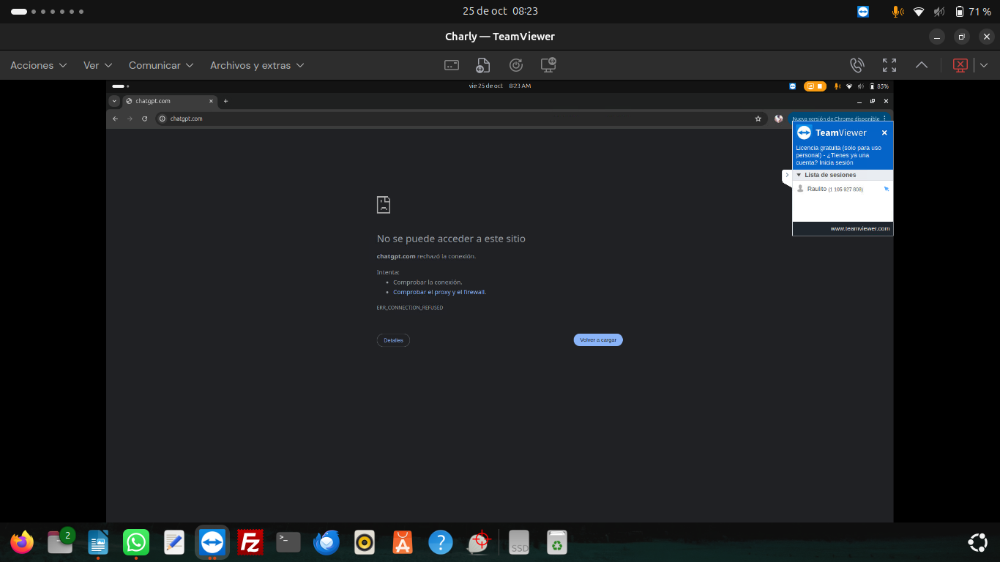 25 de oct 08:23
71 %
Charly — TeamViewer
Acciones
Ver
Comunicar
Archivos y extras
vie 25 de oct 8:23 AM
85%
chatgpt.com
chatgpt.com
Nueva versión de Chrome disponible
TeamViewer
Licencia gratuita (solo para uso
personal) - ¿Tienes ya una
cuenta? Inicia sesión
Lista de sesiones
Raulito (1 105 927 808)
www.teamviewer.com
No se puede acceder a este sitio
chatgpt.com rechazó la conexión.
Intenta:
Comprobar la conexión.
Comprobar el proxy y el firewall.
ERR_CONNECTION_REFUSED
Detalles
Volver a cargar
2
>_
Fz
?
SSD